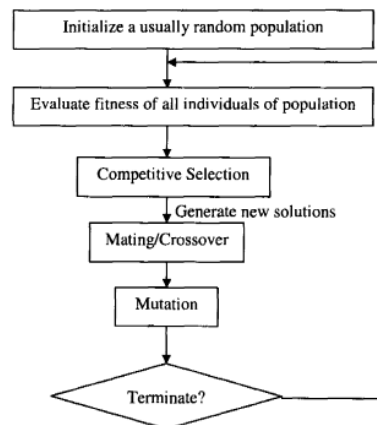 Initialize a usually random population
Evaluate fitness of all individuals of population
Competitive Selection
Generate new solutions
Mating/Crossover
Mutation
Terminate?